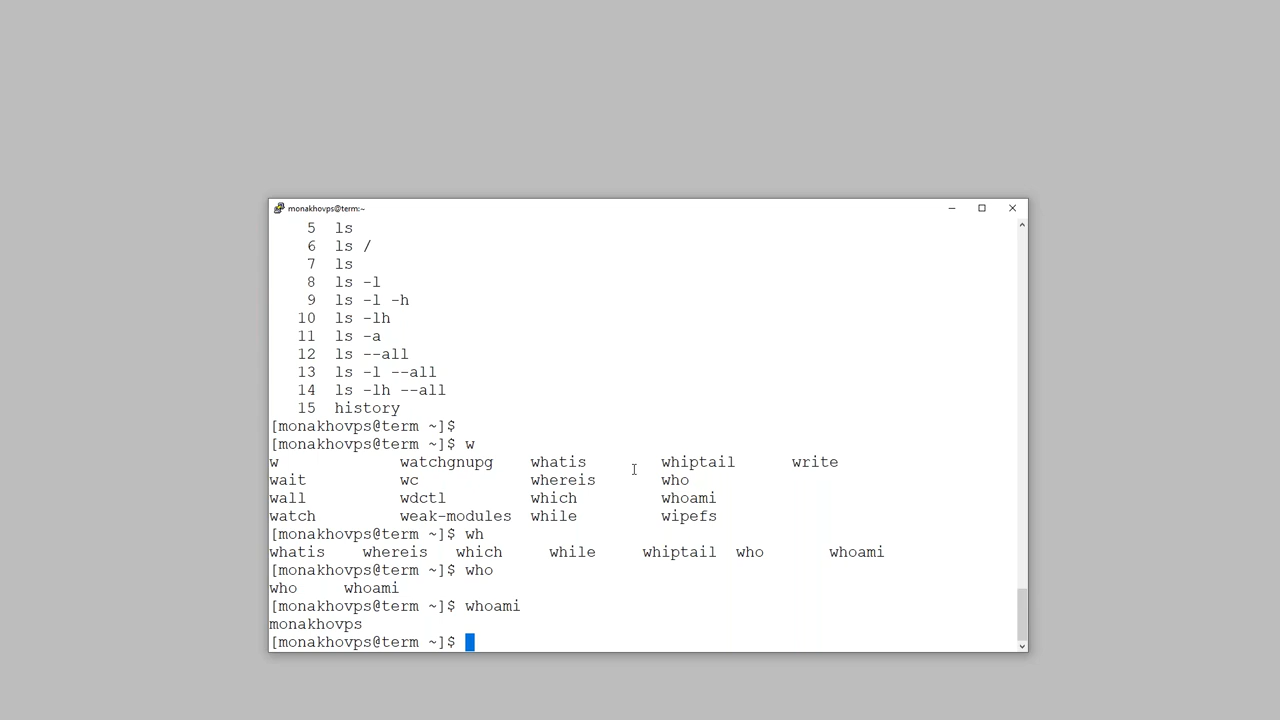 monakhovps@term:~
5 ls
6 ls /
7 ls
8 ls -l
9 ls -l -h
10 ls -lh
11 ls -a
12 ls --all
13 ls -l --all
14 ls -lh --all
15 history
[monakhovps@term ~]$
[monakhovps@term ~]$ w
w watchgnupg whatis whiptail write
wait wc whereis who
wall wdctl which whoami
watch weak-modules while wipefs
[monakhovps@term ~]$ wh
whatis whereis which while whiptail who whoami
[monakhovps@term ~]$ who
who whoami
[monakhovps@term ~]$ whoami
monakhovps
[monakhovps@term ~]$